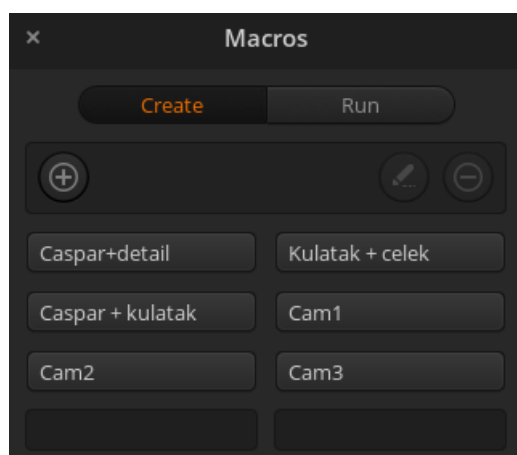 Macros
Create
Run
Caspar+detail
Kulatak + celek
Caspar + kulatak
Cam1
Cam2
Cam3